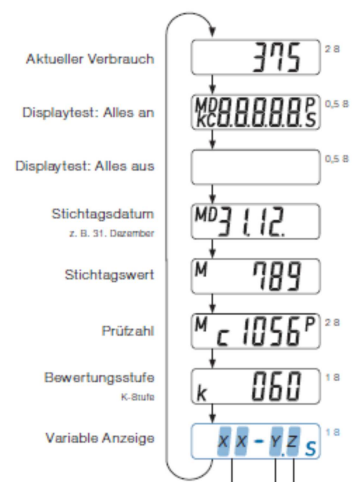 Aktueller Verbrauch 375 2 s
Displaytest: Alles an MD KC 8.8.8.8.8. P S 0,5 s
Displaytest: Alles aus 0,5 s
Stichtagsdatum MD 31.12.
z. B. 31. Dezember
Stichtagswert M 789
Prüfzahl M c 1056 P 2 s
Bewertungsstufe k 060 1 s
K-Stufe
Variable Anzeige X X - Y. Z S 1 s